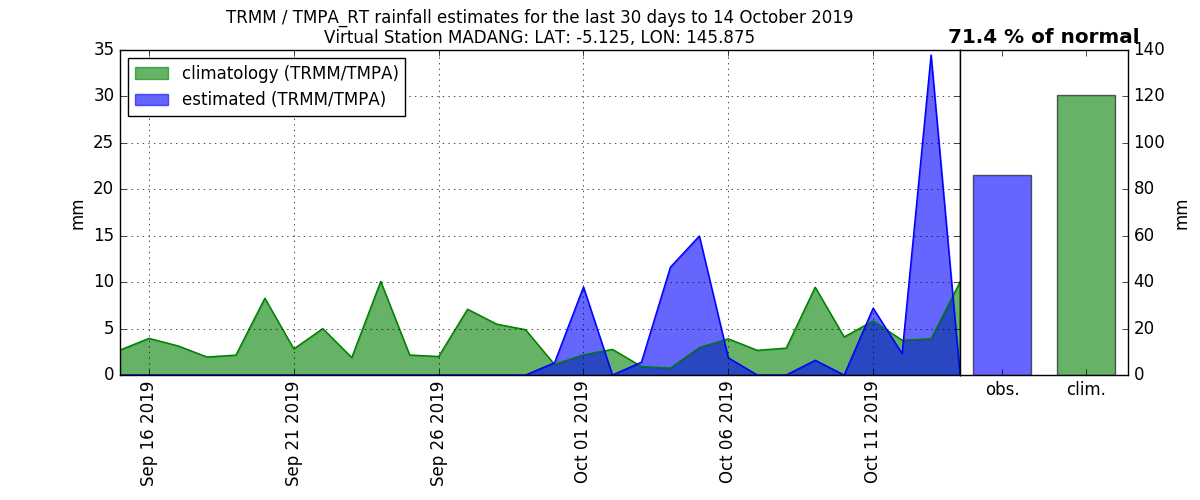 TRMM / TMPA_RT rainfall estimates for the last 30 days to 14 October 2019
Virtual Station MADANG: LAT: -5.125, LON: 145.875
71.4 % of normal
climatology (TRMM/TMPA)
estimated (TRMM/TMPA)
35
30
25
20
15
10
5
0
mm
Sep 16 2019
Sep 21 2019
Sep 26 2019
Oct 01 2019
Oct 06 2019
Oct 11 2019
140
120
100
80
60
40
20
0
mm
obs.
clim.